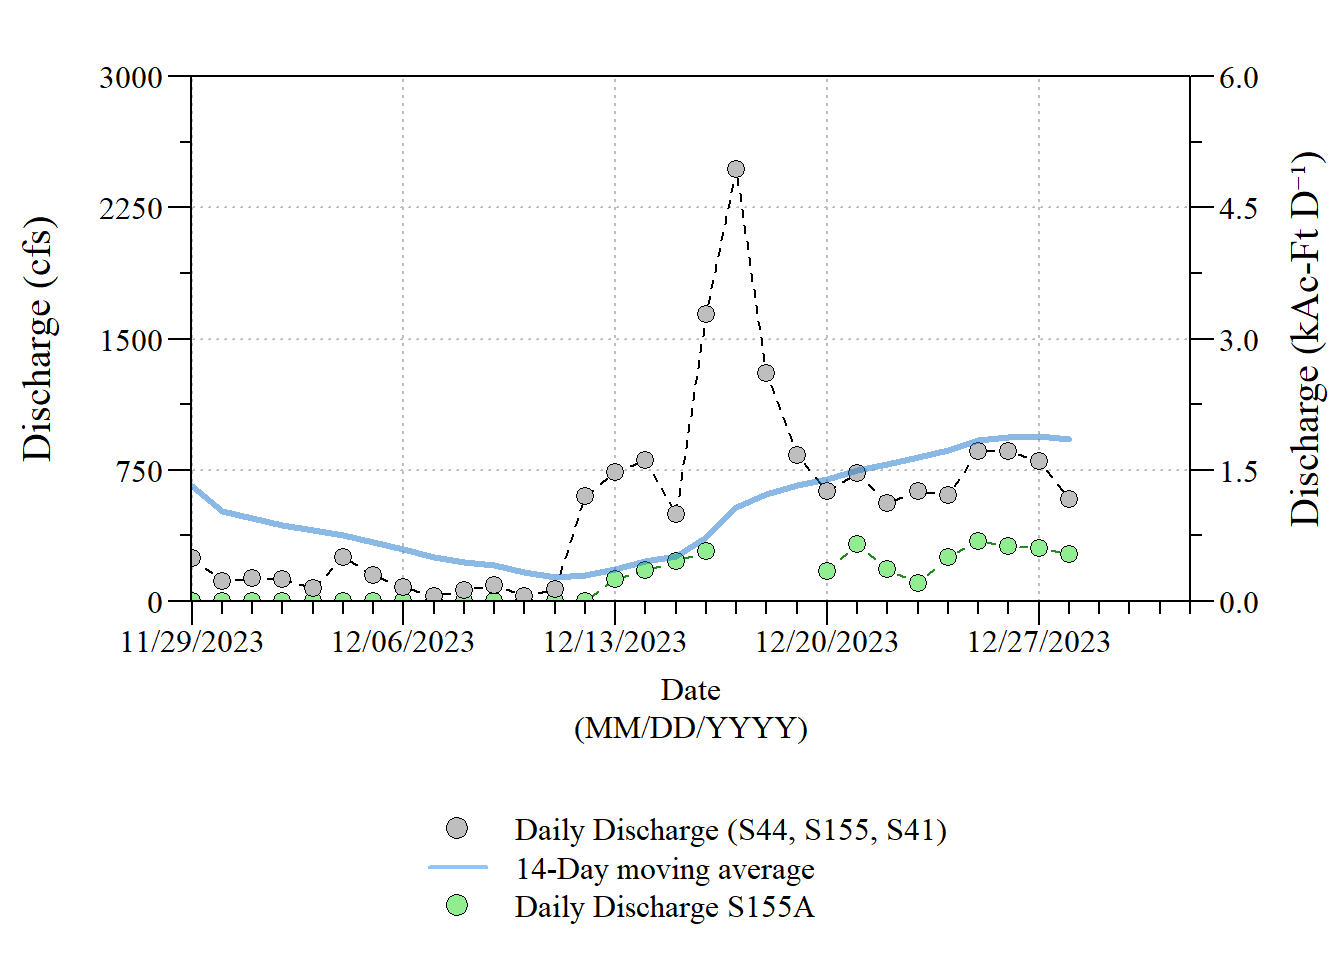 3000
2250
1500
750
0
Discharge (cfs)
6.0
4.5
3.0
1.5
0.0
Discharge (kAc-Ft D⁻¹)
11/29/2023 12/06/2023 12/13/2023 12/20/2023 12/27/2023
Date
(MM/DD/YYYY)
Daily Discharge (S44, S155, S41)
14-Day moving average
Daily Discharge S155A